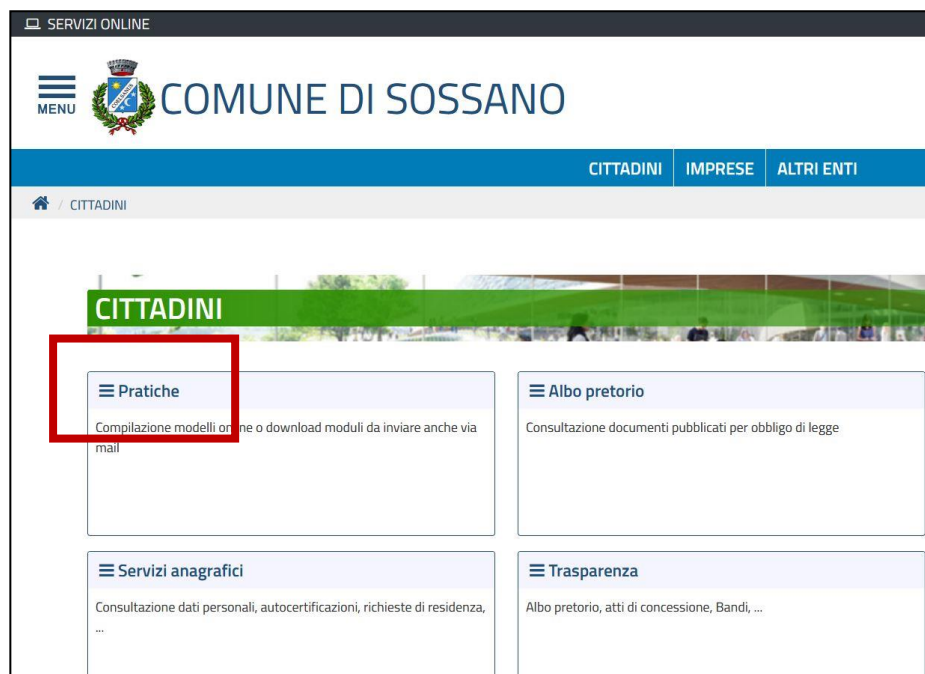 SERVIZI ONLINE
MENU
COMUNE DI SOSSANO
CITTADINI IMPRESE ALTRI ENTI
/ CITTADINI
CITTADINI
Pratiche
Compilazione modelli online o download moduli da inviare anche via
mail
Albo pretorio
Consultazione documenti pubblicati per obbligo di legge
Servizi anagrafici
Consultazione dati personali, autocertificazioni, richieste di residenza,
...
Trasparenza
Albo pretorio, atti di concessione, Bandi, ...